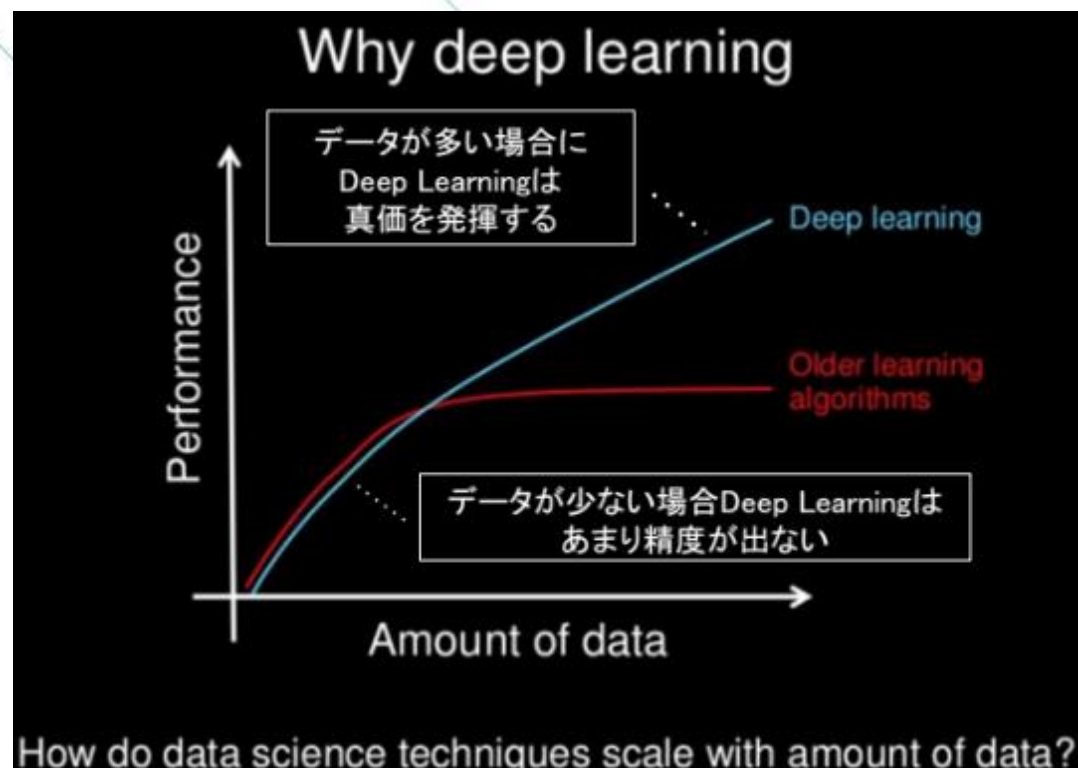 Why deep learning
データが多い場合に
Deep Learningは
真価を発揮する
Deep learning
Performance
Older learning
algorithms
データが少ない場合Deep Learningは
あまり精度が出ない
Amount of data
How do data science techniques scale with amount of data?